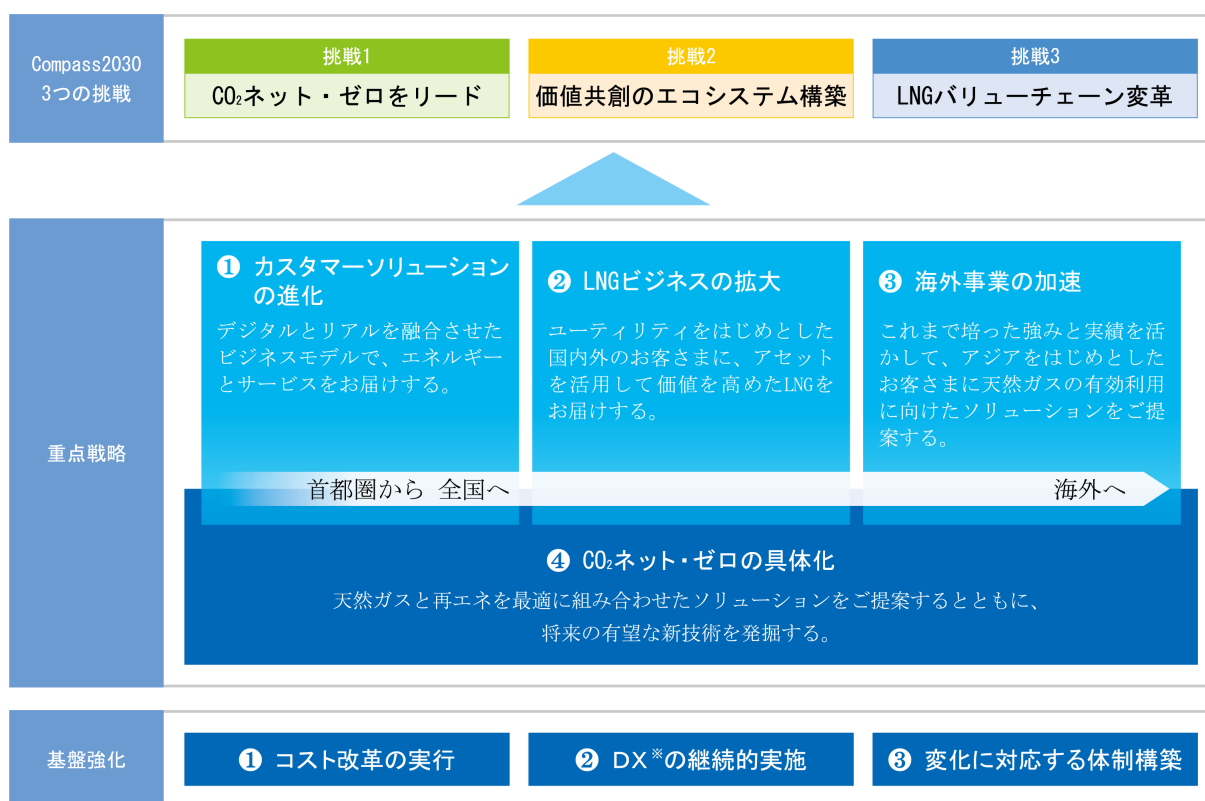 Compass2030
3つの挑戦
挑戦1
CO₂ネット・ゼロをリード
挑戦2
価値共創のエコシステム構築
挑戦3
LNGバリューチェーン変革
重点戦略
❶ カスタマーソリューション
の進化
デジタルとリアルを融合させた
ビジネスモデルで、エネルギー
とサービスをお届けする。
❷ LNGビジネスの拡大
ユーティリティをはじめとした
国内外のお客さまに、アセット
を活用して価値を高めたLNGを
お届けする。
❸ 海外事業の加速
これまで培った強みと実績を活
かして、アジアをはじめとした
お客さまに天然ガスの有効利用
に向けたソリューションをご提
案する。
首都圏から 全国へ
海外へ
❹ CO₂ネット・ゼロの具体化
天然ガスと再エネを最適に組み合わせたソリューションをご提案するとともに、
将来の有望な新技術を発掘する。
基盤強化
❶ コスト改革の実行
❷ DX※の継続的実施
❸ 変化に対応する体制構築